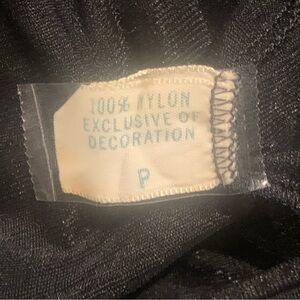 100% NYLON
EXCLUSIVE OF
DECORATION
P